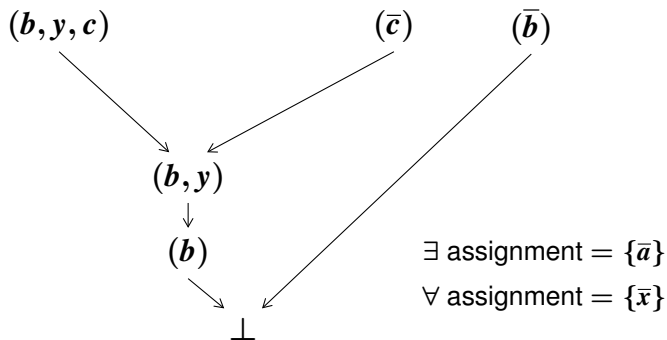 (b, y, c) (c̅) (b̅)
(b, y)
(b)
∃ assignment = {a̅}
∀ assignment = {x̅}
⊥